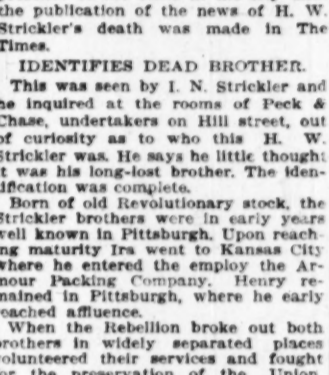 the publication of the news of H. W.
Strickler's death was made in The
Times.
IDENTIFIES DEAD BROTHER.
This was seen by I. N. Strickler and
he inquired at the rooms of Peck &
Chase, undertakers on Hill street, out
of curiosity as to who this H. W.
Strickler was. He says he little thought
it was his long-lost brother. The iden-
tification was complete.
Born of old Revolutionary stock, the
Strickler brothers were in early years
well known in Pittsburgh. Upon reach-
ing maturity Ira went to Kansas City
where he entered the employ the Ar-
mour Packing Company. Henry re-
mained in Pittsburgh, where he early
reached affluence.
When the Rebellion broke out both
brothers in widely separated places
volunteered their services and fought
for the preservation of the Union.